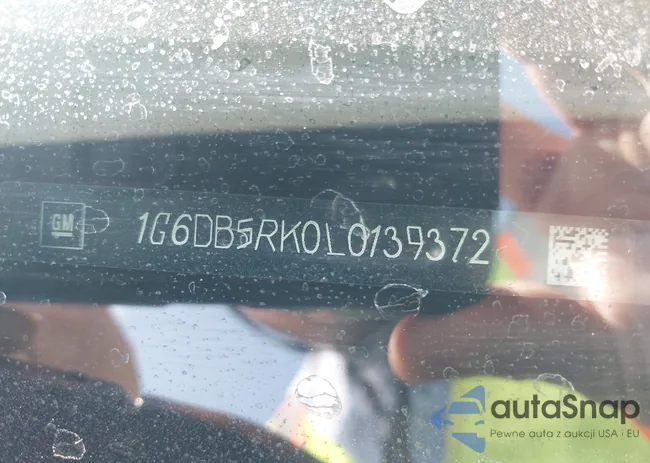 GM
1G6DB5RK0L0139372
autaSnap
Pewne auta z aukcji USA i EU